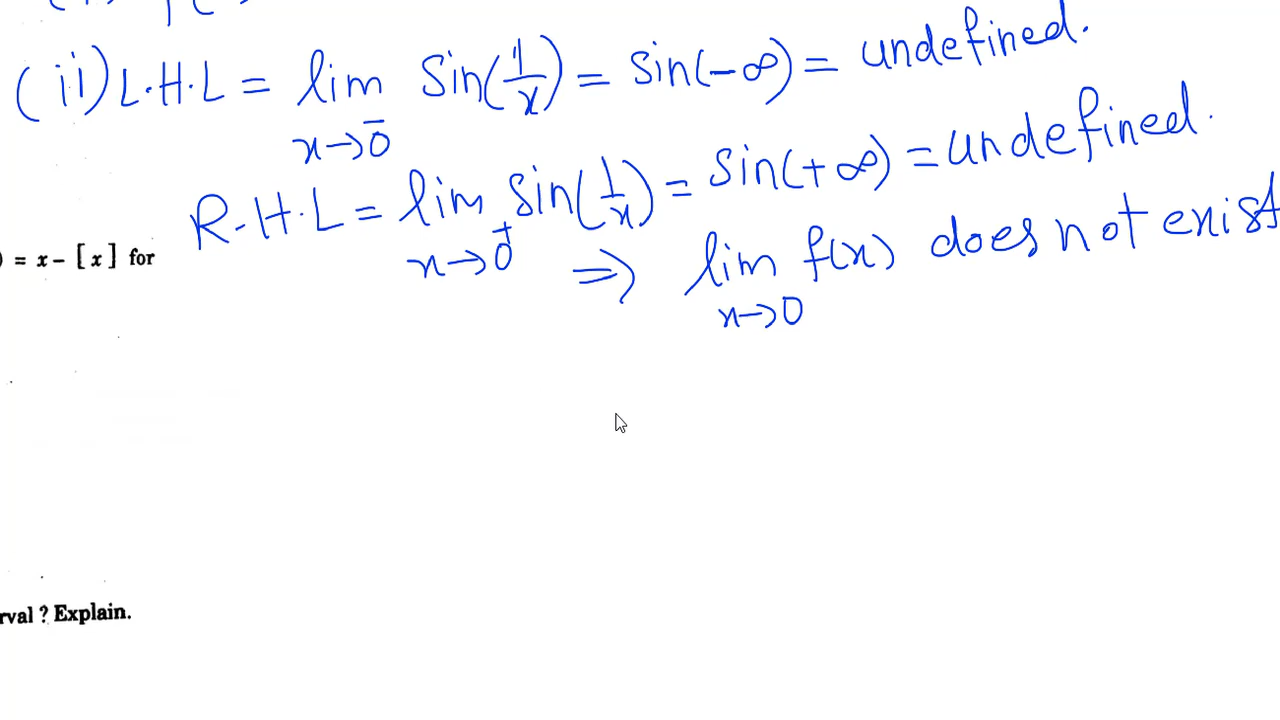 (ii) L.H.L = lim x→0⁻ Sin(1/x) = sin(-∞) = undefined.
R.H.L = lim x→0⁺ sin(1/x) = sin(+∞) = undefined.
= x – [ x ] for
⇒ lim x→0 f(x) does not exist
rval ? Explain.